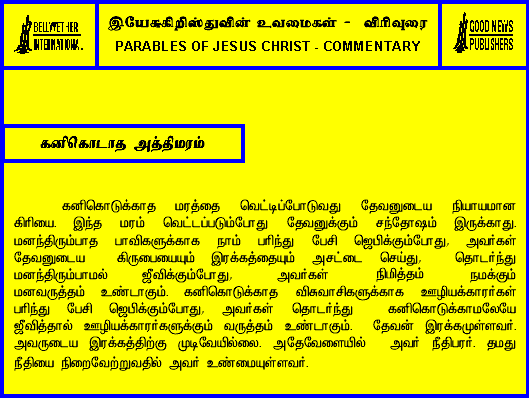 BELLWETHER
INTERNATIONAL
இயேசுகிறிஸ்துவின் உவமைகள் - விரிவுரை
PARABLES OF JESUS CHRIST - COMMENTARY
GOOD NEWS
PUBLISHERS
கனிகொடாத அத்திமரம்
கனிகொடுக்காத மரத்தை வெட்டிப்போடுவது தேவனுடைய நியாயமான
கிரியை. இந்த மரம் வெட்டப்படும்போது தேவனுக்கும் சந்தோஷம் இருக்காது.
மனந்திரும்பாத பாவிகளுக்காக நாம் பரிந்து பேசி ஜெபிக்கும்போது, அவர்கள்
தேவனுடைய கிருபையையும் இரக்கத்தையும் அசட்டை செய்து, தொடர்ந்து
மனந்திரும்பாமல் ஜீவிக்கும்போது, அவர்கள் நிமித்தம் நமக்கும்
மனவருத்தம் உண்டாகும். கனிகொடுக்காத விசுவாசிகளுக்காக ஊழியக்காரர்கள்
பரிந்து பேசி ஜெபிக்கும்போது, அவர்கள் தொடர்ந்து கனிகொடுக்காமலேயே
ஜீவித்தால் ஊழியக்காரர்களுக்கும் வருத்தம் உண்டாகும். தேவன் இரக்கமுள்ளவர்.
அவருடைய இரக்கத்திற்கு முடிவேயில்லை. அதேவேளையில் அவர் நீதிபரர். தமது
நீதியை நிறைவேற்றுவதில் அவர் உண்மையுள்ளவர்.